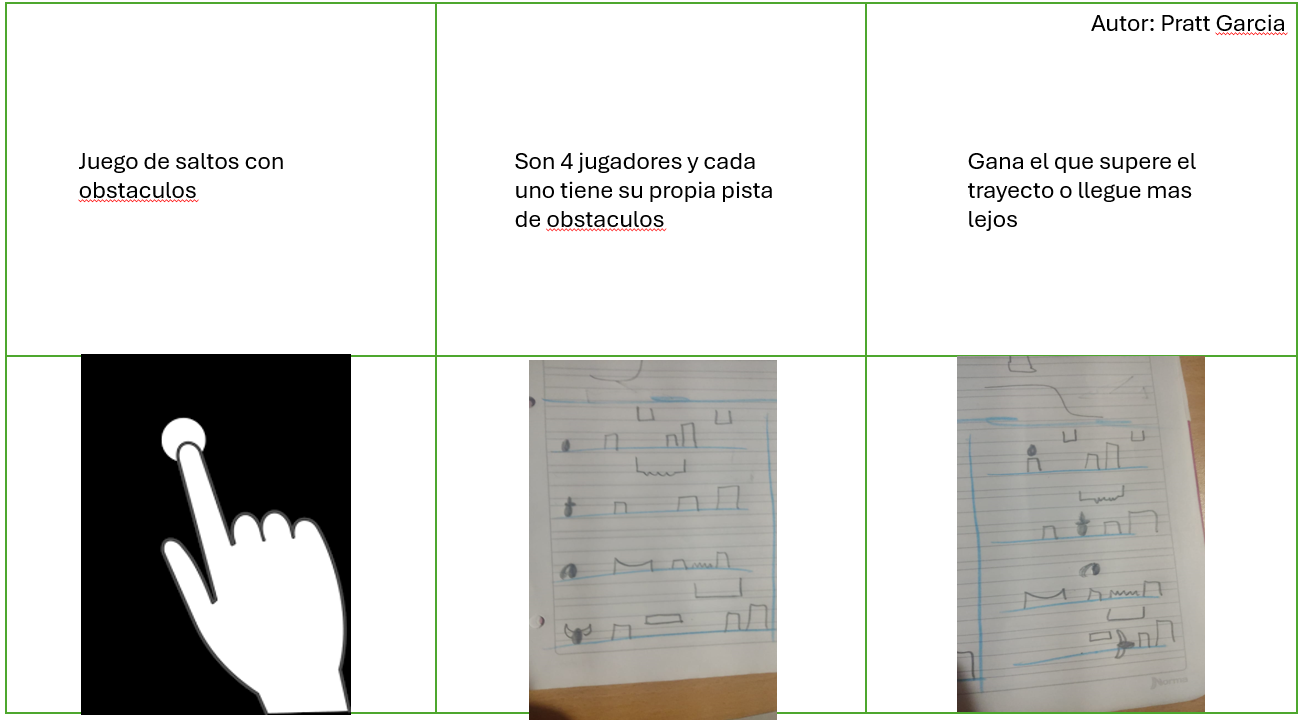 Autor: Pratt Garcia
Juego de saltos con
obstaculos
Son 4 jugadores y cada
uno tiene su propia pista
de obstaculos
Gana el que supere el
trayecto o llegue mas
lejos
Norma